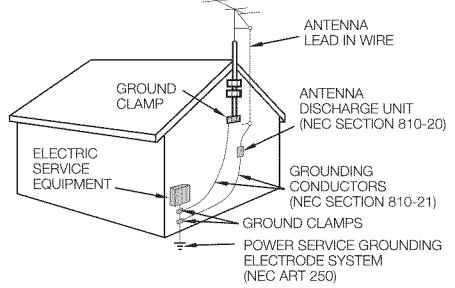 ANTENNA
LEAD IN WIRE
GROUND
CLAMP
ANTENNA
DISCHARGE UNIT
(NEC SECTION 810-20)
ELECTRIC
SERVICE
EQUIPMENT
GROUNDING
CONDUCTORS
(NEC SECTION 810-21)
GROUND CLAMPS
POWER SERVICE GROUNDING
ELECTRODE SYSTEM
(NEC ART 250)